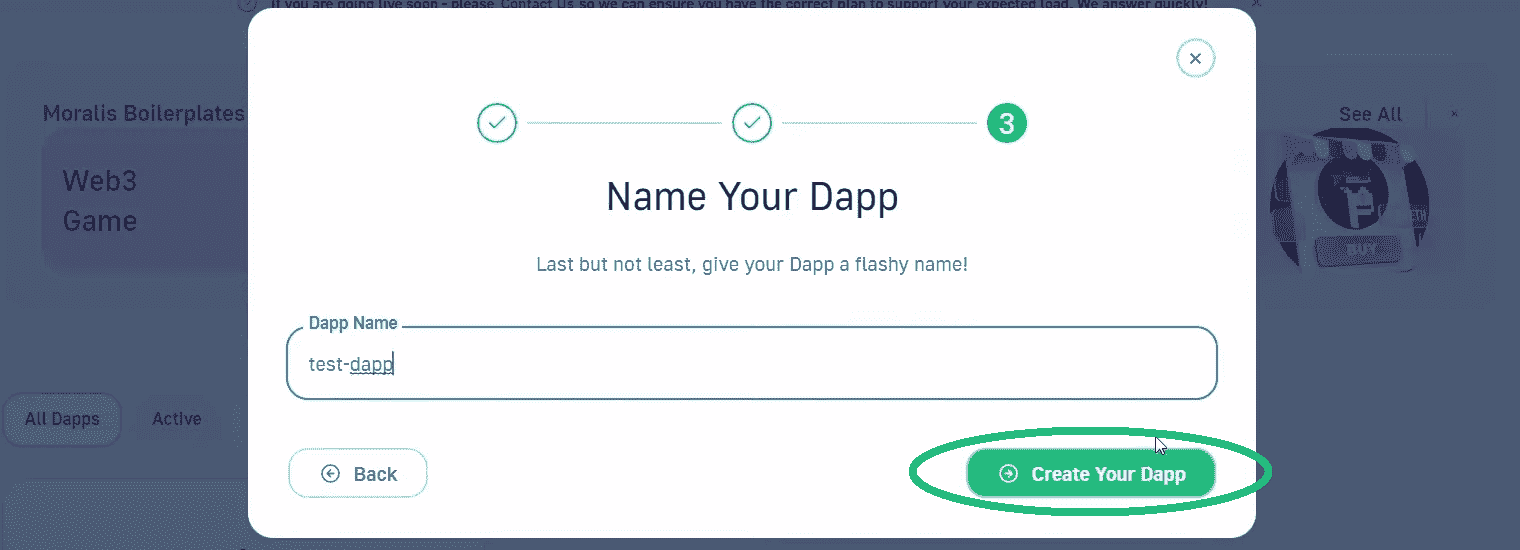 If you are going live soon - please Contact Us so we can ensure you have the correct plan to support your expected load. We answer quickly!
Moralis Boilerplates
See All
Web3
Game
BUY
3
Name Your Dapp
Last but not least, give your Dapp a flashy name!
Dapp Name
test-dapp
All Dapps
Active
Back
Create Your Dapp